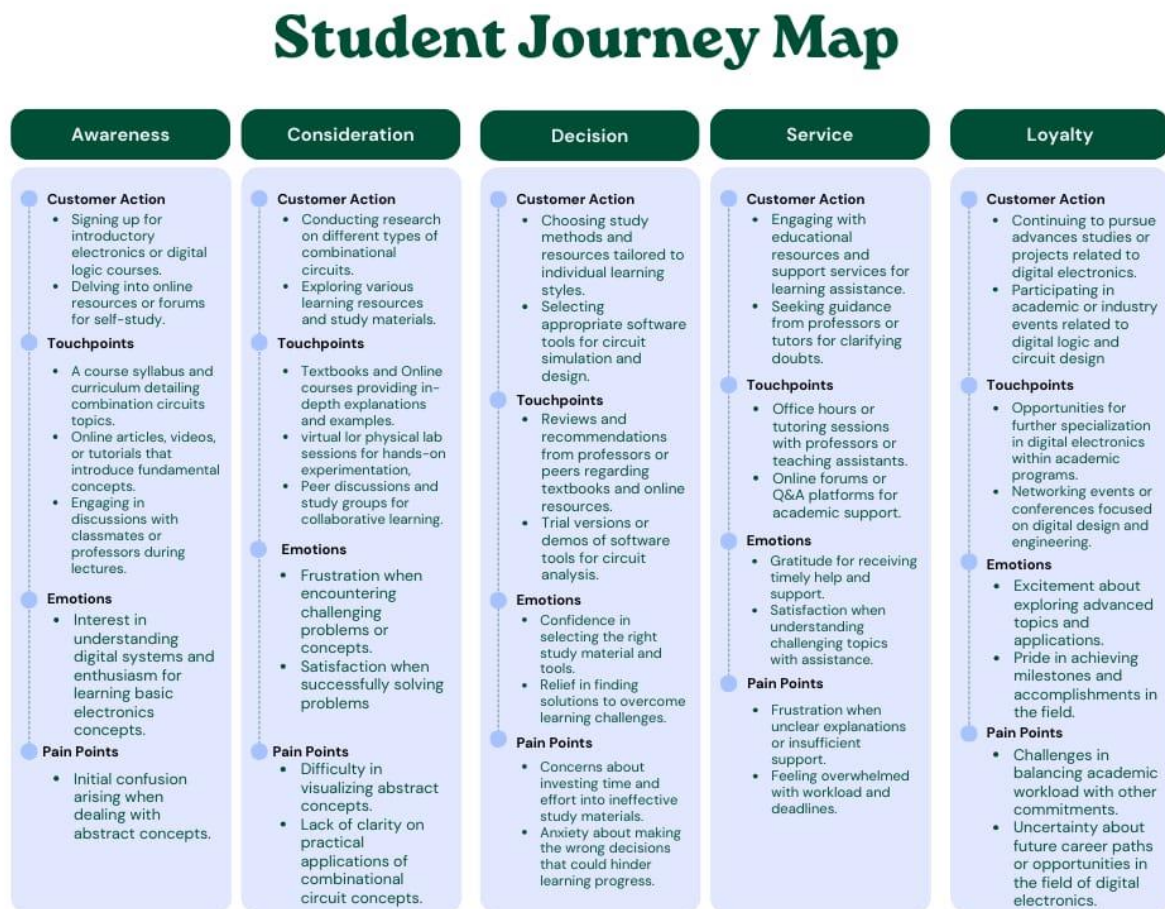 Student Journey Map
Awareness
Customer Action
• Signing up for
introductory
electronics or digital
logic courses.
• Delving into online
resources or forums
for self-study.
Touchpoints
• A course syllabus and
curriculum detailing
combination circuits
topics.
• Online articles, videos,
or tutorials that
introduce fundamental
concepts.
• Engaging in
discussions with
classmates or
professors during
lectures.
Emotions
• Interest in
understanding
digital systems and
enthusiasm for
learning basic
electronics
concepts.
Pain Points
• Initial confusion
arising when
dealing with
abstract concepts.
Consideration
Customer Action
• Conducting research
on different types of
combinational
circuits.
• Exploring various
learning resources
and study materials.
Touchpoints
• Textbooks and Online
courses providing in-
depth explanations
and examples.
• virtual lor physical lab
sessions for hands-on
experimentation,
• Peer discussions and
study groups for
collaborative learning.
Emotions
• Frustration when
encountering
challenging
problems or
concepts.
• Satisfaction when
successfully solving
problems
Pain Points
• Difficulty in
visualizing abstract
concepts.
• Lack of clarity on
practical
applications of
combinational
circuit concepts.
Decision
Customer Action
• Choosing study
methods and
resources tailored to
individual learning
styles.
• Selecting
appropriate software
tools for circuit
simulation and
design.
Touchpoints
• Reviews and
recommendations
from professors or
peers regarding
textbooks and online
resources.
• Trial versions or
demos of software
tools for circuit
analysis.
Emotions
• Confidence in
selecting the right
study material and
tools.
• Relief in finding
solutions to overcome
learning challenges.
Pain Points
• Concerns about
investing time and
effort into ineffective
study materials.
• Anxiety about making
the wrong decisions
that could hinder
learning progress.
Service
Customer Action
• Engaging with
educational
resources and
support services for
learning assistance.
• Seeking guidance
from professors or
tutors for clarifying
doubts.
Touchpoints
• Office hours or
tutoring sessions
with professors or
teaching assistants.
• Online forums or
Q&A platforms for
academic support.
Emotions
• Gratitude for receiving
timely help and
support.
• Satisfaction when
understanding
challenging topics
with assistance.
Pain Points
• Frustration when
unclear explanations
or insufficient
support.
• Feeling overwhelmed
with workload and
deadlines.
Loyalty
Customer Action
• Continuing to pursue
advances studies or
projects related to
digital electronics.
• Participating in
academic or industry
events related to
digital logic and
circuit design
Touchpoints
• Opportunities for
further specialization
in digital electronics
within academic
programs.
• Networking events or
conferences focused
on digital design and
engineering.
Emotions
• Excitement about
exploring advanced
topics and
applications.
• Pride in achieving
milestones and
accomplishments in
the field.
Pain Points
• Challenges in
balancing academic
workload with other
commitments.
• Uncertainty about
future career paths
or opportunities in
the field of digital
electronics.